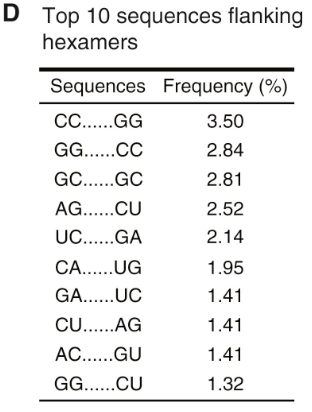 D Top 10 sequences flanking
hexamers
Sequences Frequency (%)
CC......GG 3.50
GG......CC 2.84
GC......GC 2.81
AG......CU 2.52
UC......GA 2.14
CA......UG 1.95
GA......UC 1.41
CU......AG 1.41
AC......GU 1.41
GG......CU 1.32